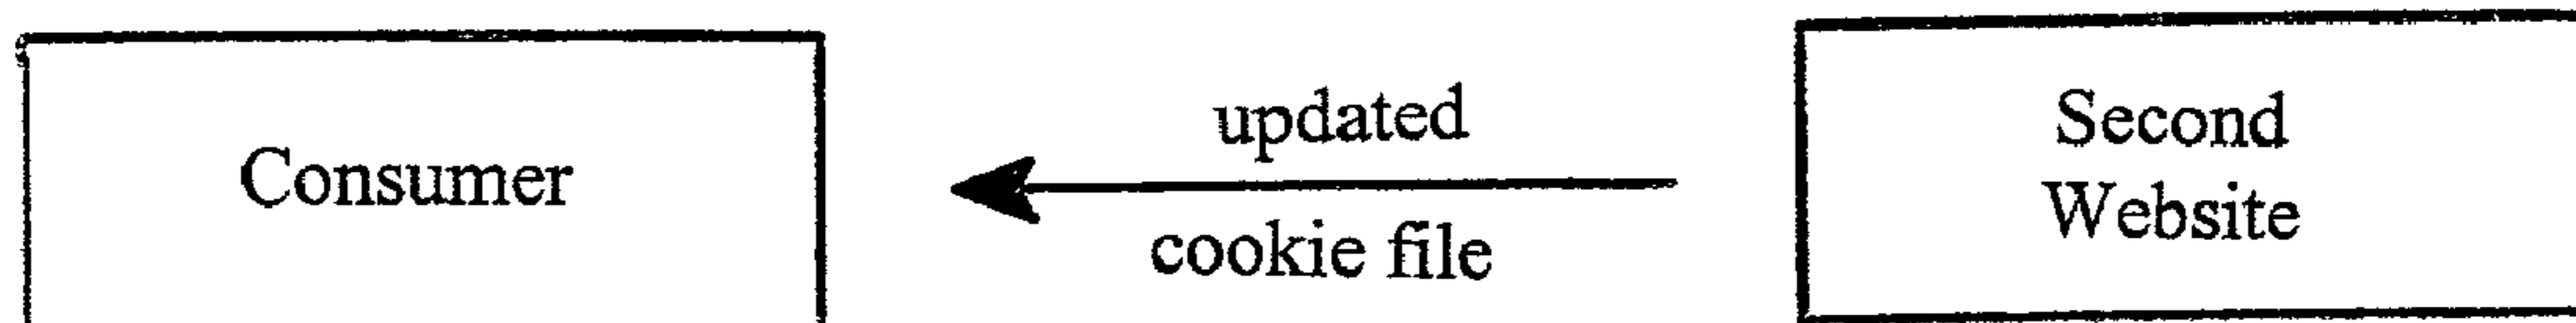 Consumer
updated
cookie file
Second
Website